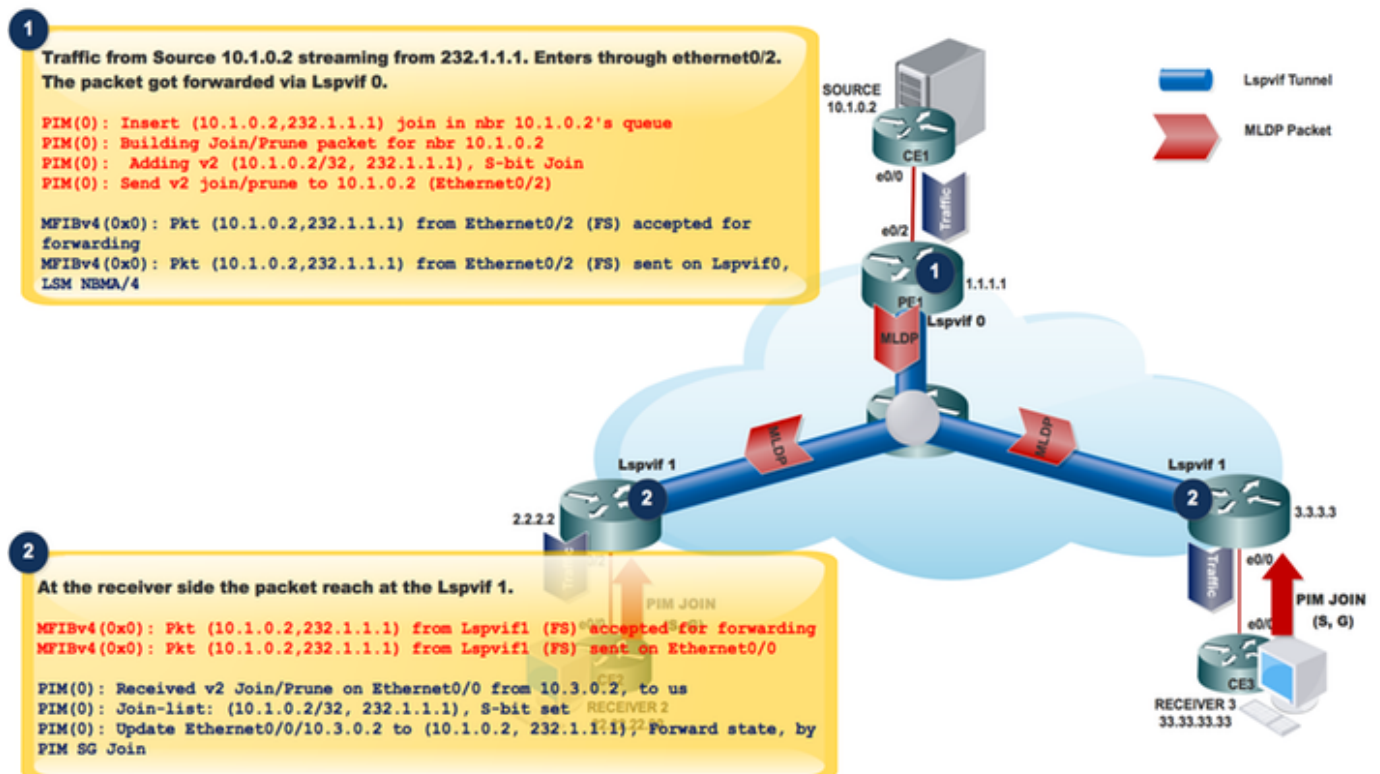 1
Traffic from Source 10.1.0.2 streaming from 232.1.1.1. Enters through ethernet0/2.
The packet got forwarded via Lspvif 0.
PIM(0): Insert (10.1.0.2,232.1.1.1) join in nbr 10.1.0.2's queue
PIM(0): Building Join/Prune packet for nbr 10.1.0.2
PIM(0):  Adding v2 (10.1.0.2/32, 232.1.1.1), S-bit Join
PIM(0): Send v2 join/prune to 10.1.0.2 (Ethernet0/2)
MFIBv4(0x0): Pkt (10.1.0.2,232.1.1.1) from Ethernet0/2 (FS) accepted for
forwarding
MFIBv4(0x0): Pkt (10.1.0.2,232.1.1.1) from Ethernet0/2 (FS) sent on Lspvif0,
LSM NBMA/4
SOURCE
10.1.0.2
CE1
e0/0
Traffic
e0/2
1
1.1.1.1
PE1
Lspvif 0
MLDP
Lspvif Tunnel
MLDP Packet
MLDP
MLDP
Lspvif 1
2
2.2.2.2
Traffic
Lspvif 1
2
3.3.3.3
Traffic
e0/0
PIM JOIN
(S, G)
e0/0
CE3
RECEIVER 3
33.33.33.33
2
At the receiver side the packet reach at the Lspvif 1.
MFIBv4(0x0): Pkt (10.1.0.2,232.1.1.1) from Lspvif1 (FS) accepted for forwarding
MFIBv4(0x0): Pkt (10.1.0.2,232.1.1.1) from Lspvif1 (FS) sent on Ethernet0/0
PIM(0): Received v2 Join/Prune on Ethernet0/0 from 10.3.0.2, to us
PIM(0): Join-list: (10.1.0.2/32, 232.1.1.1), S-bit set
PIM(0): Update Ethernet0/0/10.3.0.2 to (10.1.0.2, 232.1.1.1), Forward state, by
PIM SG Join
PIM JOIN
e0/0
CE2
RECEIVER 2